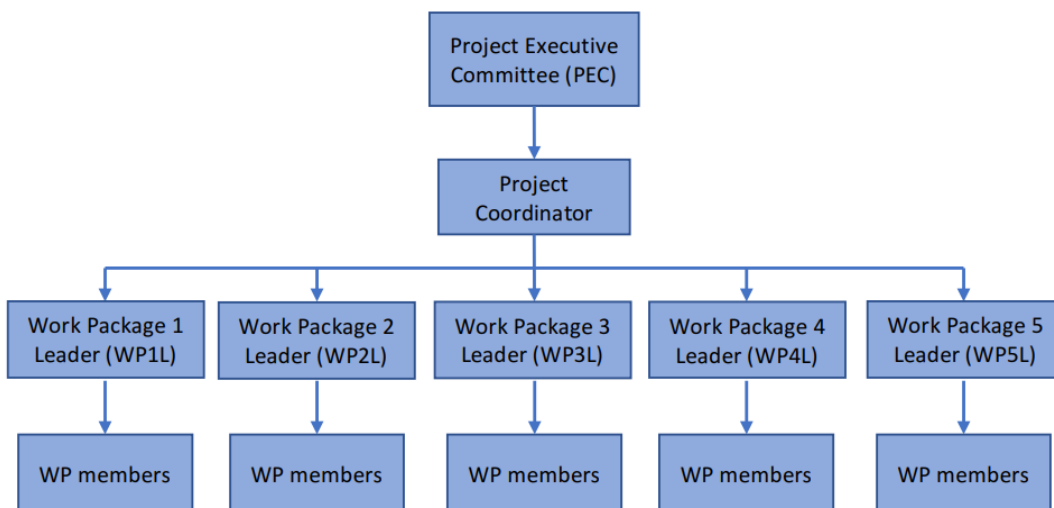 Project Executive
Committee (PEC)
Project
Coordinator
Work Package 1
Leader (WP1L)
Work Package 2
Leader (WP2L)
Work Package 3
Leader (WP3L)
Work Package 4
Leader (WP4L)
Work Package 5
Leader (WP5L)
WP members
WP members
WP members
WP members
WP members